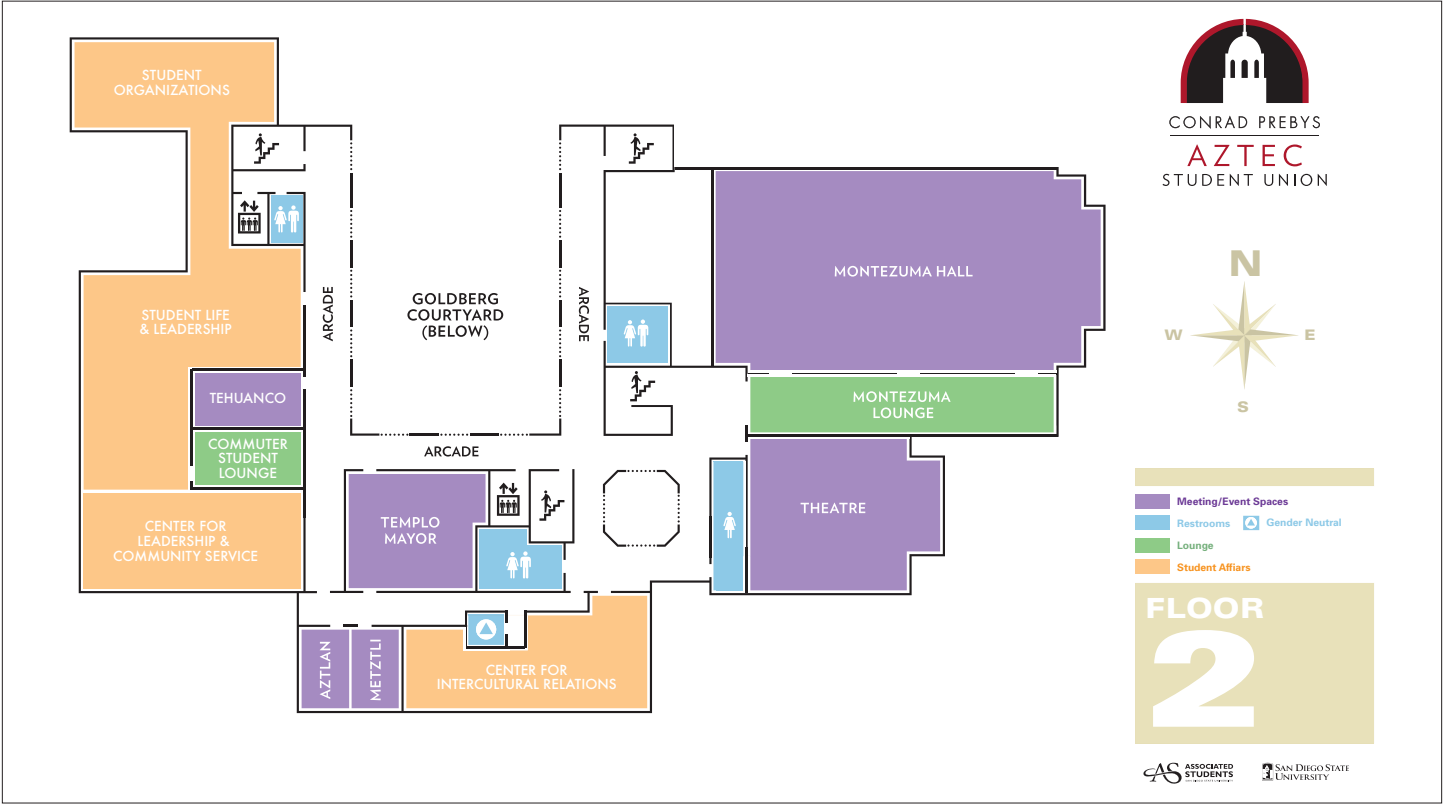 STUDENT
ORGANIZATIONS
STUDENT LIFE
& LEADERSHIP
TEHUANCO
COMMUTER
STUDENT
LOUNGE
CENTER FOR
LEADERSHIP &
COMMUNITY SERVICE
ARCADE
GOLDBERG
COURTYARD
(BELOW)
ARCADE
ARCADE
TEMPLO
MAYOR
AZTLAN
METZTLI
CENTER FOR
INTERCULTURAL RELATIONS
MONTEZUMA HALL
MONTEZUMA
LOUNGE
THEATRE
CONRAD PREBYS
AZTEC
STUDENT UNION
N
W
E
S
Meeting/Event Spaces
Restrooms
Gender Neutral
Lounge
Student Affiars
FLOOR
2
AS ASSOCIATED
STUDENTS
SAN DIEGO STATE
UNIVERSITY